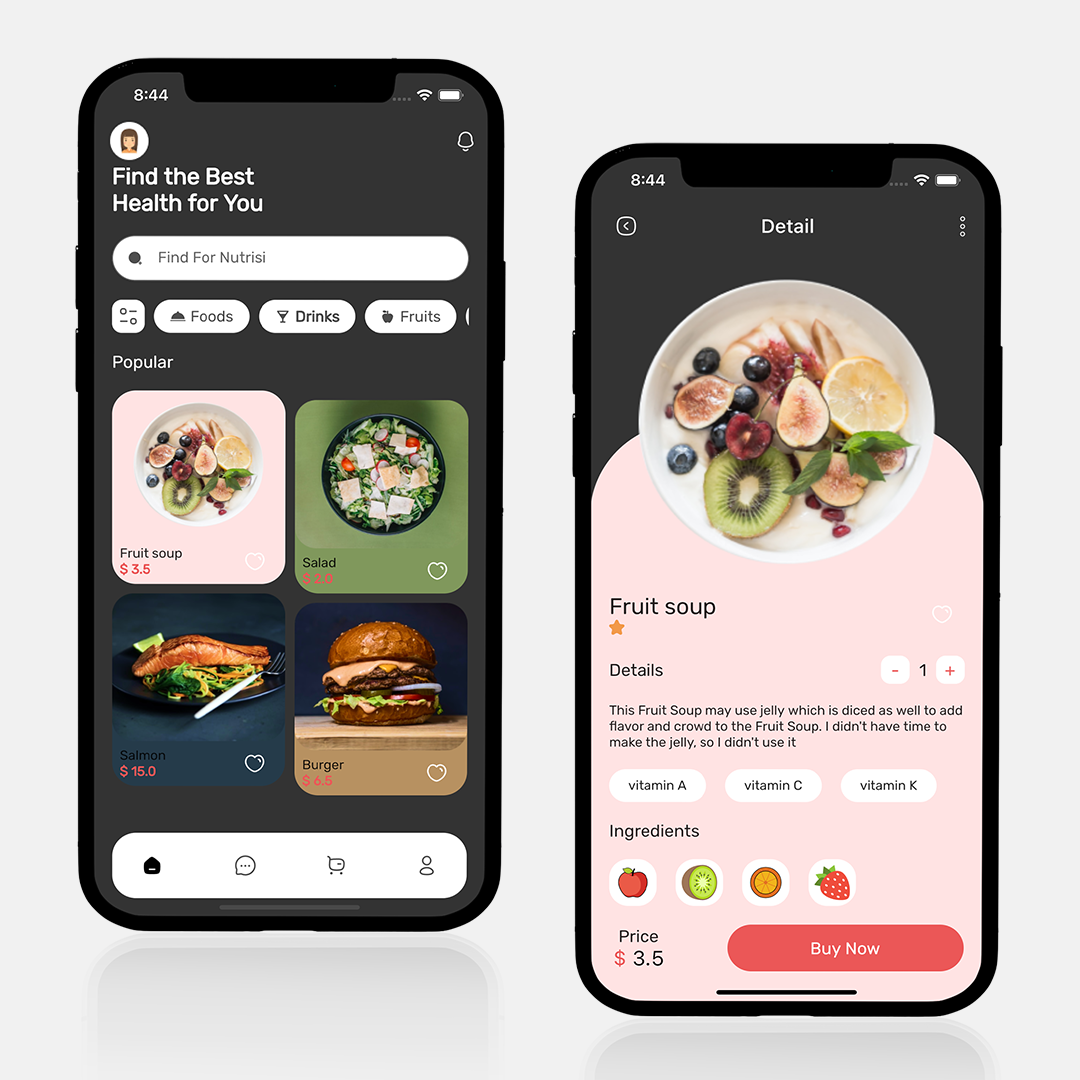 8:44
Find the Best
Health for You
Find For Nutrisi
Foods
Drinks
Fruits
Popular
Fruit soup
$ 3.5
Salad
$ 2.0
Salmon
$ 15.0
Burger
$ 6.5
8:44
Detail
Fruit soup
Details
- 1 +
This Fruit Soup may use jelly which is diced as well to add
flavor and crowd to the Fruit Soup. I didn't have time to
make the jelly, so I didn't use it
vitamin A
vitamin C
vitamin K
Ingredients
Price
$ 3.5
Buy Now